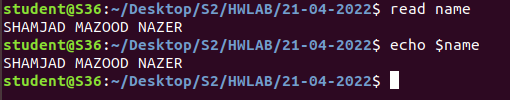 student@S36:~/Desktop/S2/HWLAB/21-04-2022$ read name
SHAMJAD MAZOOD NAZER
student@S36:~/Desktop/S2/HWLAB/21-04-2022$ echo $name
SHAMJAD MAZOOD NAZER
student@S36:~/Desktop/S2/HWLAB/21-04-2022$